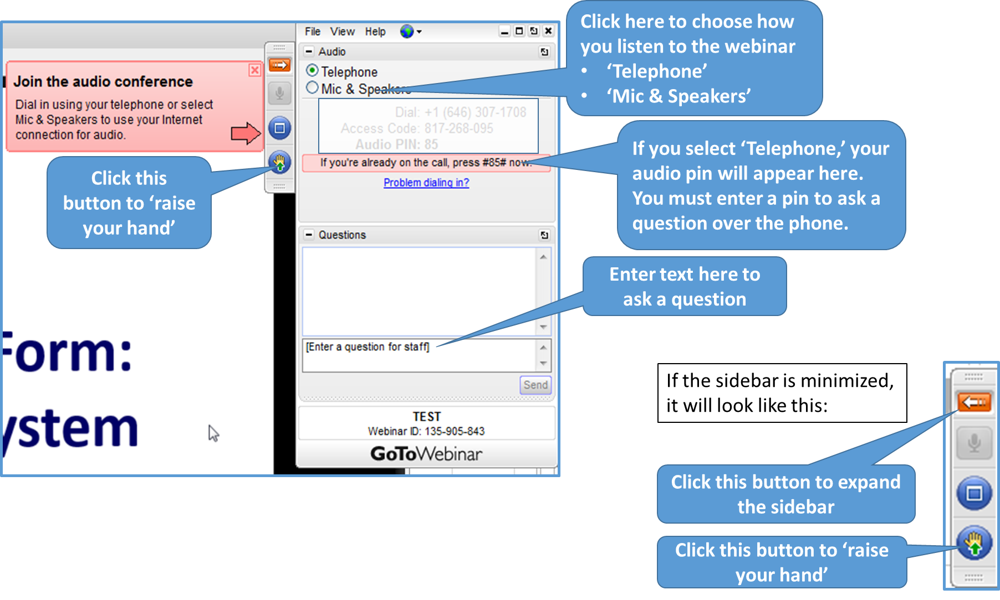 File View Help
Audio
Telephone
Mic & Speakers
Dial: +1 (646) 307-1708
Access Code: 817-268-095
Audio PIN: 85
If you're already on the call, press #85# now.
Problem dialing in?
Join the audio conference
Dial in using your telephone or select
Mic & Speakers to use your Internet
connection for audio.
Click this
button to ‘raise
your hand’
Click here to choose how
you listen to the webinar
• ‘Telephone’
• ‘Mic & Speakers’
If you select ‘Telephone,’ your
audio pin will appear here.
You must enter a pin to ask a
question over the phone.
Questions
Enter text here to
ask a question
[Enter a question for staff]
Send
Form:
ystem
TEST
Webinar ID: 135-905-843
GoToWebinar
If the sidebar is minimized,
it will look like this:
Click this button to expand
the sidebar
Click this button to ‘raise
your hand’